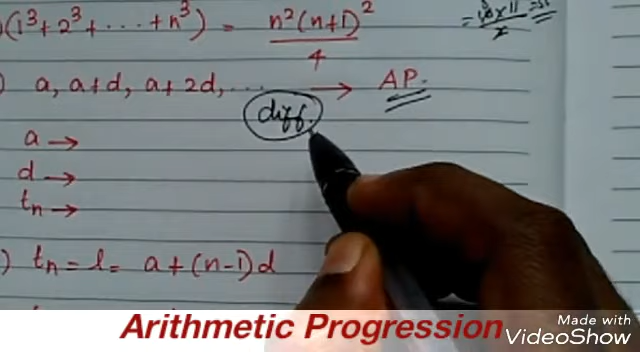 ) (1³ + 2³ + ... + n³) = n²(n+1)² / 4
) a, a+d, a+2d, ... → AP.
diff.
a →
d →
tn →
) tn = l = a + (n-1)d
Arithmetic Progression
Made with
VideoShow